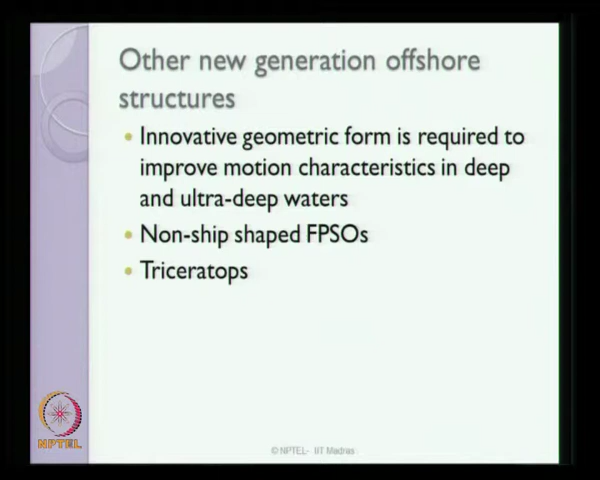 Other new generation offshore
structures
• Innovative geometric form is required to
improve motion characteristics in deep
and ultra-deep waters
• Non-ship shaped FPSOs
• Triceratops
NPTEL
© NPTEL- IIT Madras